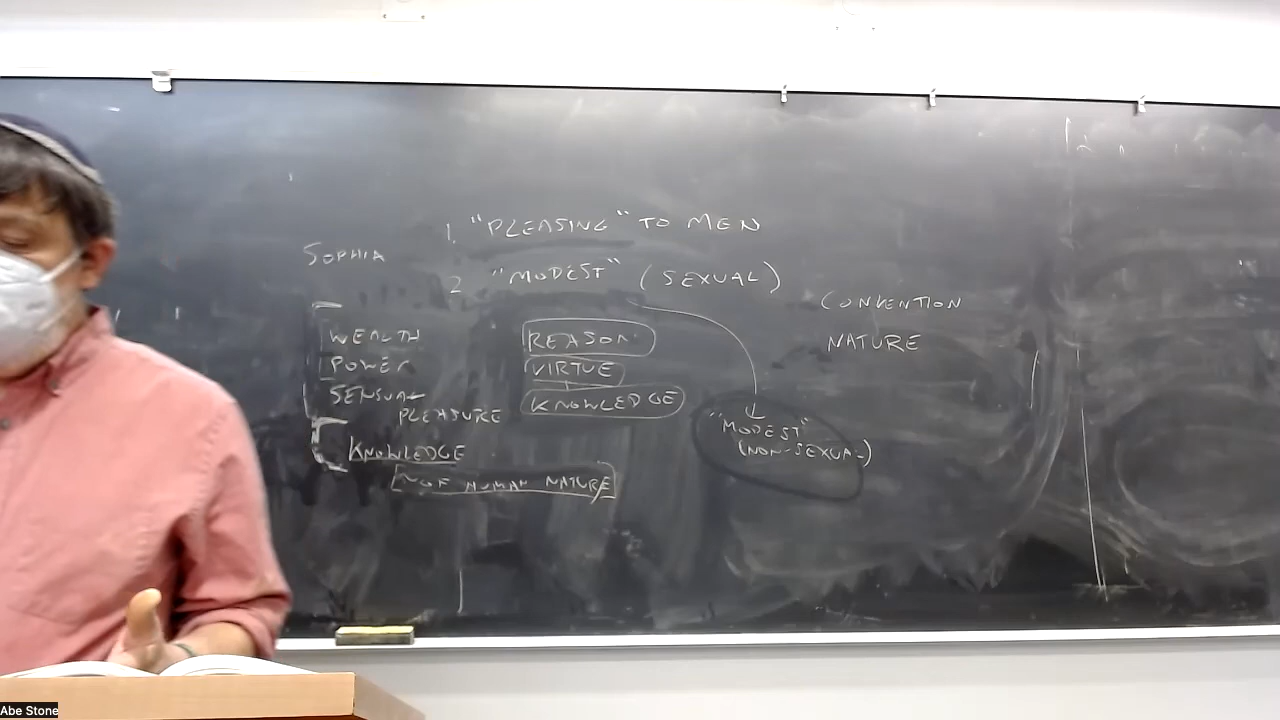 1. "PLEASING" TO MEN
SOPHIA
2 "MODEST" (SEXUAL)
CONVENTION
NATURE
WEALTH
POWER
SENSUAL
PLEASURE
KNOWLEDGE
OF HUMAN NATURE
REASON
VIRTUE
KNOWLEDGE
"MODEST"
(NON-SEXUAL)
Abe Stone